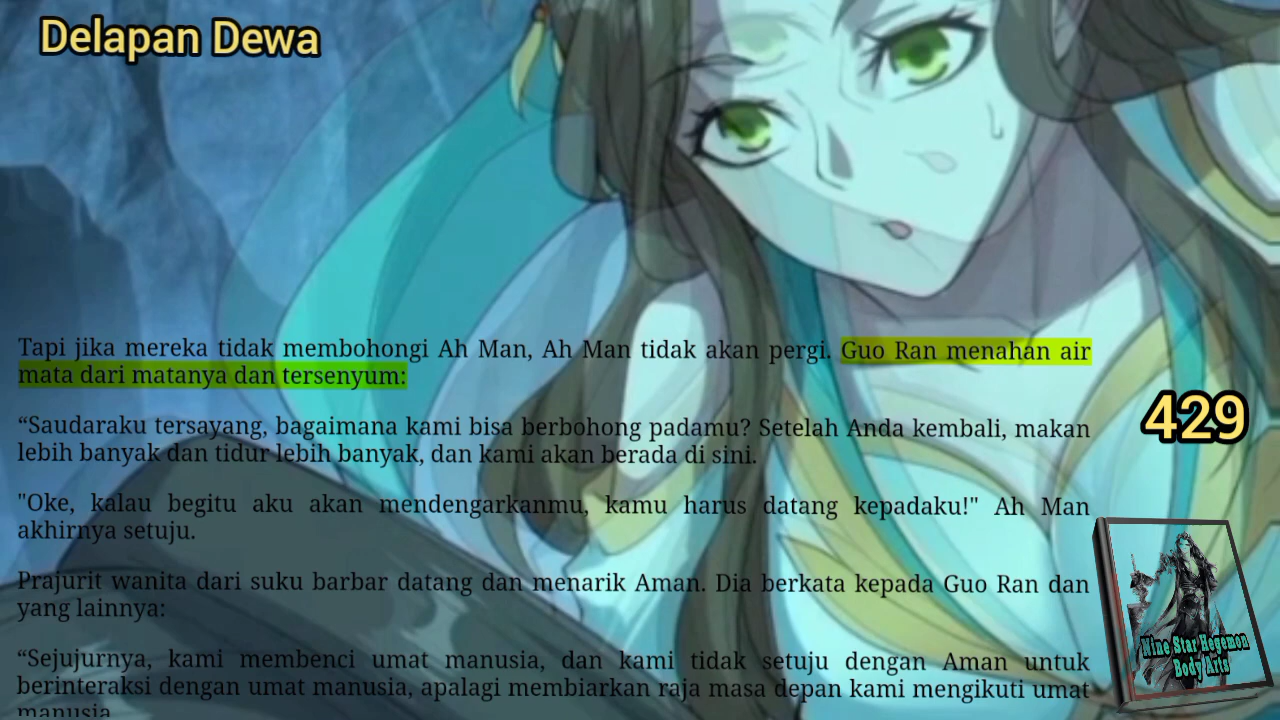 Delapan Dewa
Tapi jika mereka tidak membohongi Ah Man, Ah Man tidak akan pergi. Guo Ran menahan air
mata dari matanya dan tersenyum:
“Saudaraku tersayang, bagaimana kami bisa berbohong padamu? Setelah Anda kembali, makan
lebih banyak dan tidur lebih banyak, dan kami akan berada di sini.
429
"Oke, kalau begitu aku akan mendengarkanmu, kamu harus datang kepadaku!" Ah Man
akhirnya setuju.
Prajurit wanita dari suku barbar datang dan menarik Aman. Dia berkata kepada Guo Ran dan
yang lainnya:
“Sejujurnya, kami membenci umat manusia, dan kami tidak setuju dengan Aman untuk
berinteraksi dengan umat manusia, apalagi membiarkan raja masa depan kami mengikuti umat
manusia
Nine Star Hegemon
Body Arts